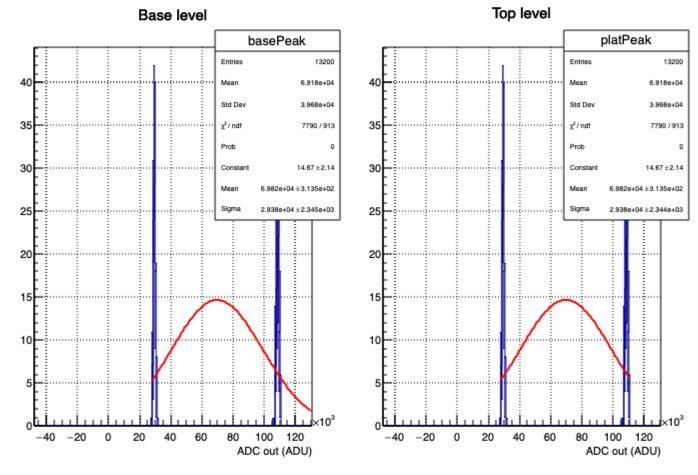 Base level
basePeak
Entries 13200
Mean 6.918e+04
Std Dev 3.968e+04
χ² / ndf 7790 / 913
Prob 0
Constant 14.67 ± 2.14
Mean 6.982e+04 ± 3.135e+02
Sigma 2.938e+04 ± 2.345e+03
40
35
30
25
20
15
10
5
0
−40 −20 0 20 40 60 80 100 120
×10³
ADC out (ADU)
Top level
platPeak
Entries 13200
Mean 6.918e+04
Std Dev 3.968e+04
χ² / ndf 7790 / 913
Prob 0
Constant 14.67 ± 2.14
Mean 6.982e+04 ± 3.135e+02
Sigma 2.938e+04 ± 2.344e+03
40
35
30
25
20
15
10
5
0
−40 −20 0 20 40 60 80 100 120
×10³
ADC out (ADU)